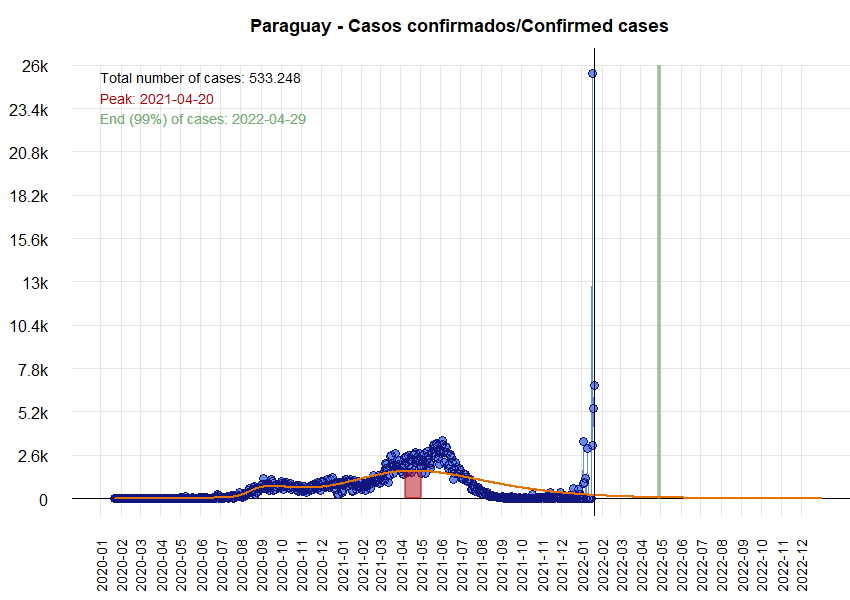 Paraguay - Casos confirmados/Confirmed cases
Total number of cases: 533.248
Peak: 2021-04-20
End (99%) of cases: 2022-04-29
26k
23.4k
20.8k
18.2k
15.6k
13k
10.4k
7.8k
5.2k
2.6k
0
2020-01
2020-02
2020-03
2020-04
2020-05
2020-06
2020-07
2020-08
2020-09
2020-10
2020-11
2020-12
2021-01
2021-02
2021-03
2021-04
2021-05
2021-06
2021-07
2021-08
2021-09
2021-10
2021-11
2021-12
2022-01
2022-02
2022-03
2022-04
2022-05
2022-06
2022-07
2022-08
2022-09
2022-10
2022-11
2022-12